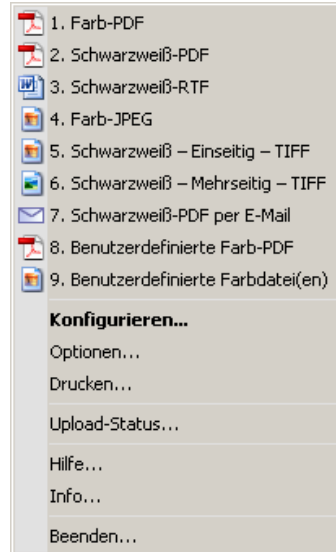 1. Farb-PDF
2. Schwarzweiß-PDF
3. Schwarzweiß-RTF
4. Farb-JPEG
5. Schwarzweiß – Einseitig – TIFF
6. Schwarzweiß – Mehrseitig – TIFF
7. Schwarzweiß-PDF per E-Mail
8. Benutzerdefinierte Farb-PDF
9. Benutzerdefinierte Farbdatei(en)
Konfigurieren...
Optionen...
Drucken...
Upload-Status...
Hilfe...
Info...
Beenden...